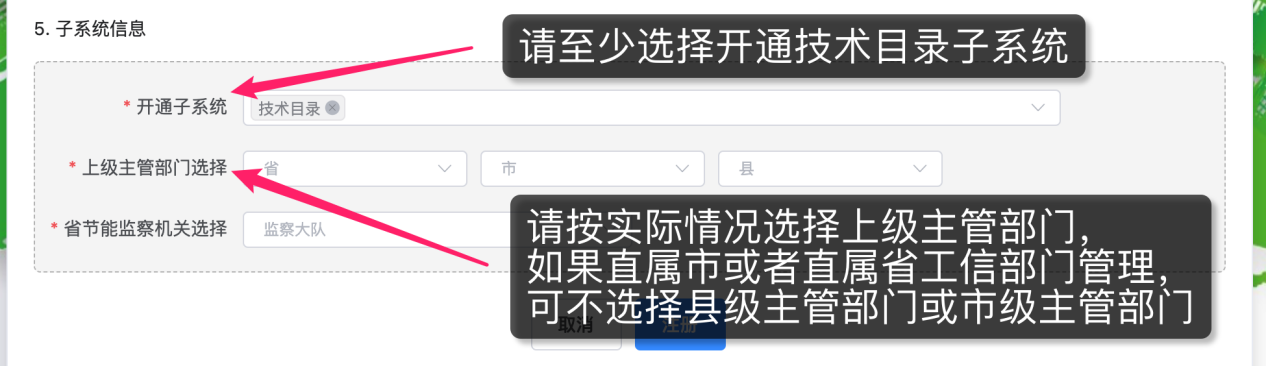 5. 子系统信息
请至少选择开通技术目录子系统
* 开通子系统 技术目录
* 上级主管部门选择 省 市 县
* 省节能监察机关选择 监察大队
请按实际情况选择上级主管部门，
如果直属市或者直属省工信部门管理，
可不选择县级主管部门或市级主管部门
取消 注册